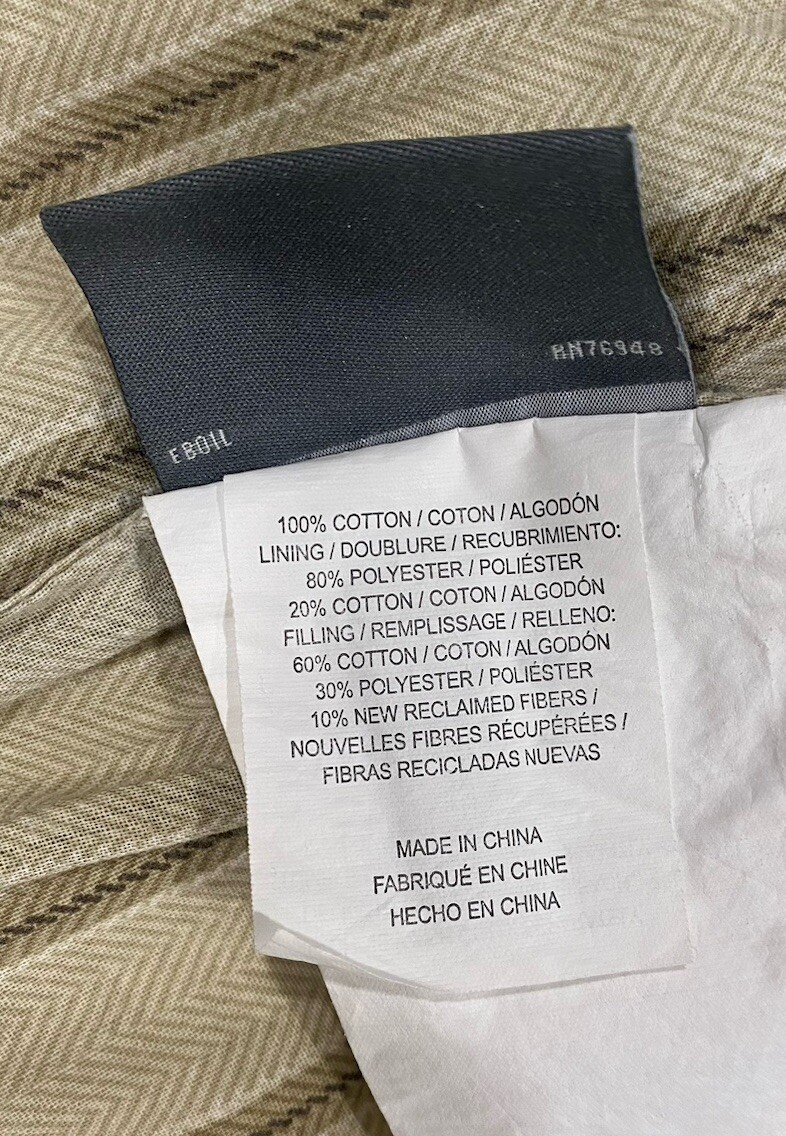 RN76948
EB01L
100% COTTON / COTON / ALGODÓN
LINING / DOUBLURE / RECUBRIMIENTO:
80% POLYESTER / POLIÉSTER
20% COTTON / COTON / ALGODÓN
FILLING / REMPLISSAGE / RELLENO:
60% COTTON / COTON / ALGODÓN
30% POLYESTER / POLIÉSTER
10% NEW RECLAIMED FIBERS /
NOUVELLES FIBRES RÉCUPÉRÉES /
FIBRAS RECICLADAS NUEVAS
MADE IN CHINA
FABRIQUÉ EN CHINE
HECHO EN CHINA